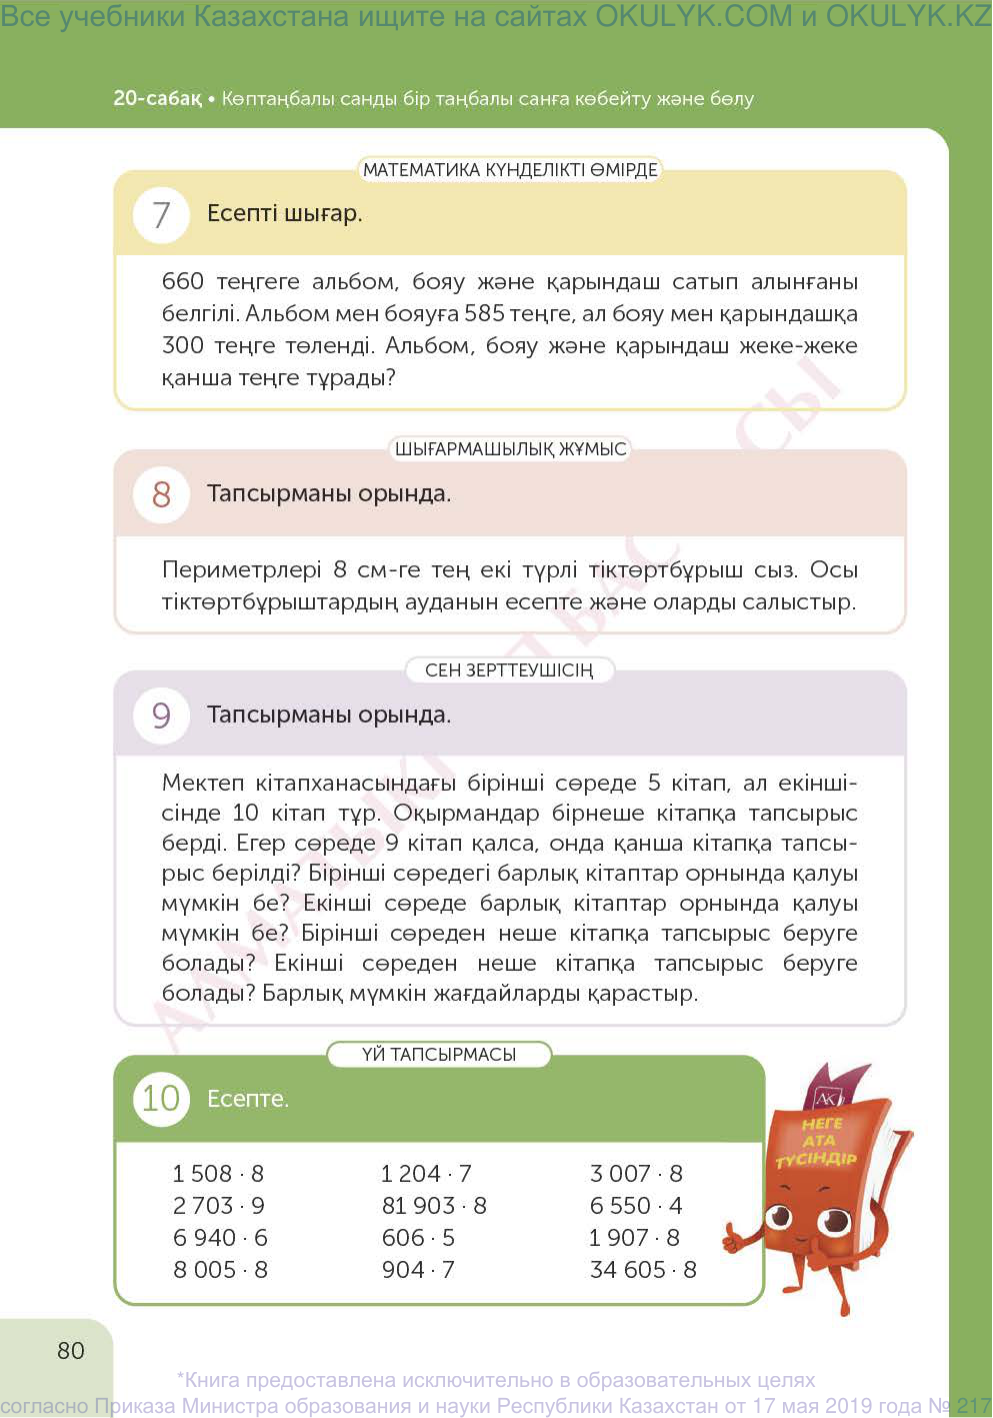 Все учебники Казахстана ищите на сайтах OKULYK.COM и OKULYK.KZ
20-сабақ • Көптаңбалы санды бір таңбалы санға көбейту және бөлу
МАТЕМАТИКА КҮНДЕЛІКТІ ӨМІРДЕ
7 Есепті шығар.
660 теңгеге альбом, бояу және қарындаш сатып алынғаны
белгілі. Альбом мен бояуға 585 теңге, ал бояу мен қарындашқа
300 теңге төленді. Альбом, бояу және қарындаш жеке-жеке
қанша теңге тұрады?
ШЫҒАРМАШЫЛЫҚ ЖҰМЫС
8 Тапсырманы орында.
Периметрлері 8 см-ге тең екі түрлі тіктөртбұрыш сыз. Осы
тіктөртбұрыштардың ауданын есепте және оларды салыстыр.
СЕН ЗЕРТТЕУШІСІҢ
9 Тапсырманы орында.
Мектеп кітапханасындағы бірінші сөреде 5 кітап, ал екінші-
сінде 10 кітап тұр. Оқырмандар бірнеше кітапқа тапсырыс
берді. Егер сөреде 9 кітап қалса, онда қанша кітапқа тапсы-
рыс берілді? Бірінші сөредегі барлық кітаптар орнында қалуы
мүмкін бе? Екінші сөреде барлық кітаптар орнында қалуы
мүмкін бе? Бірінші сөреден неше кітапқа тапсырыс беруге
болады? Екінші сөреден неше кітапқа тапсырыс беруге
болады? Барлық мүмкін жағдайларды қарастыр.
ҮЙ ТАПСЫРМАСЫ
10 Есепте.
1 508 · 8 1 204 · 7 3 007 · 8
2 703 · 9 81 903 · 8 6 550 · 4
6 940 · 6 606 · 5 1 907 · 8
8 005 · 8 904 · 7 34 605 · 8
АК
НЕГЕ
АТА
ТҮСІНДІР
80
*Книга предоставлена исключительно в образовательных целях
согласно Приказа Министра образования и науки Республики Казахстан от 17 мая 2019 года № 217